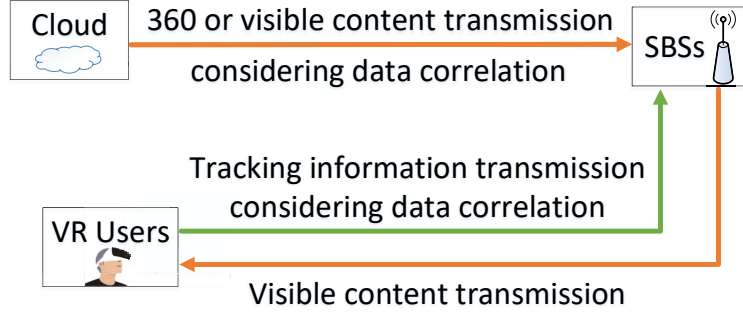 Cloud
360 or visible content transmission
considering data correlation
SBSs
Tracking information transmission
considering data correlation
VR Users
Visible content transmission